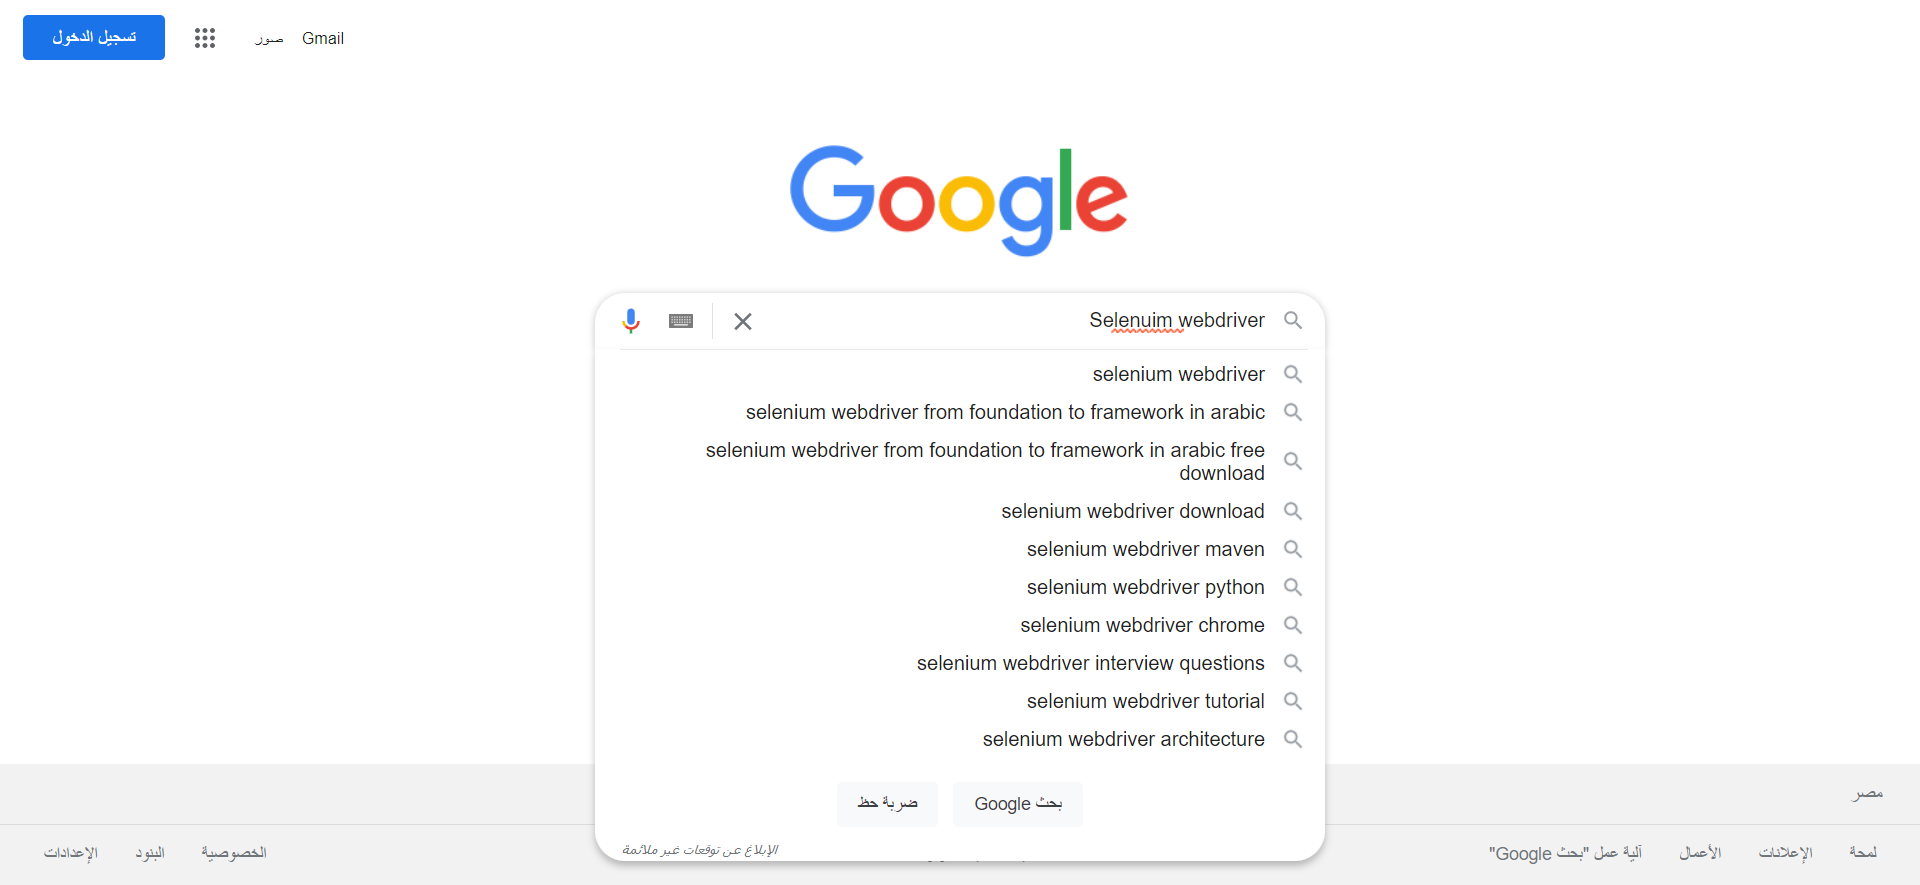 Gmail
صور
تسجيل الدخول
Google
Selenuim webdriver
selenium webdriver
selenium webdriver from foundation to framework in arabic
selenium webdriver from foundation to framework in arabic free
download
selenium webdriver download
selenium webdriver maven
selenium webdriver python
selenium webdriver chrome
selenium webdriver interview questions
selenium webdriver tutorial
selenium webdriver architecture
بحث Google
ضربة حظ
الإبلاغ عن توقعات غير ملائمة
مصر
لمحة
الإعلانات
الأعمال
آلية عمل "بحث Google"
الخصوصية
البنود
الإعدادات